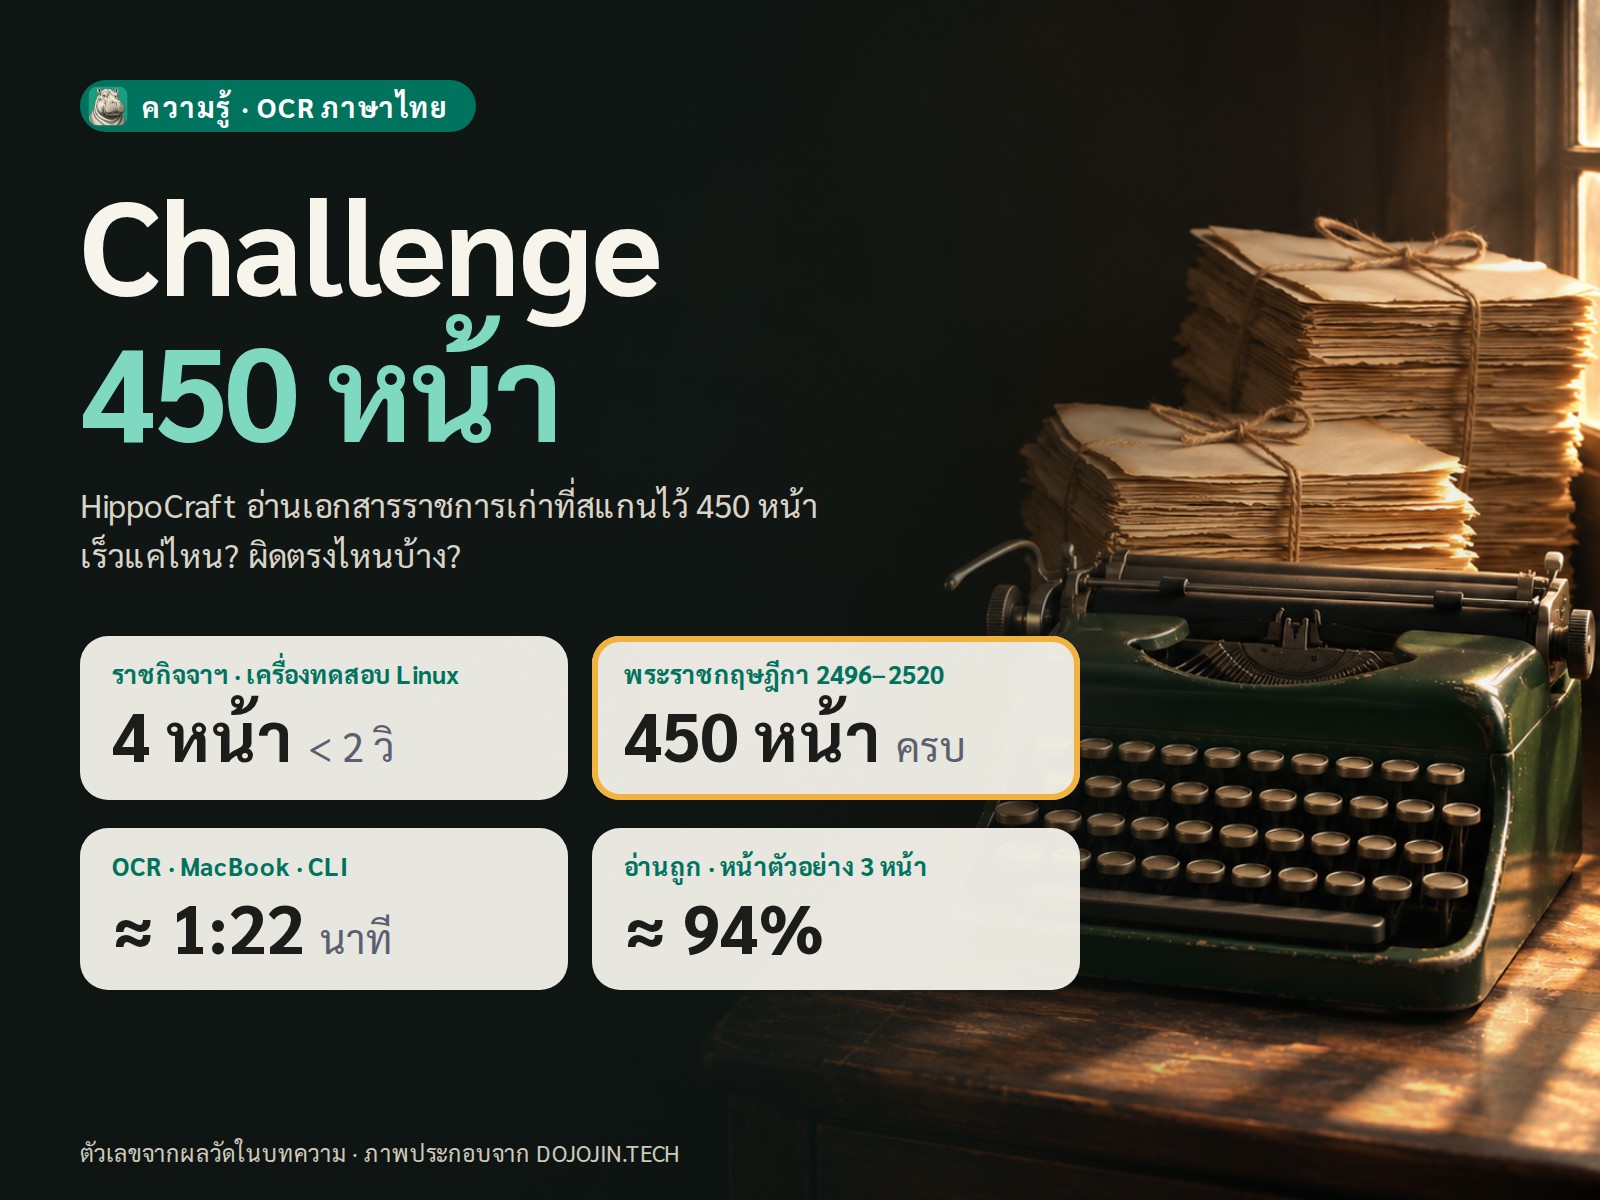 ความรู้ · OCR ภาษาไทย
Challenge
450 หน้า
HippoCraft อ่านเอกสารราชการเก่าที่สแกนไว้ 450 หน้า
เร็วแค่ไหน? ผิดตรงไหนบ้าง?
ราชกิจจาฯ · เครื่องทดสอบ Linux
4 หน้า < 2 วิ
พระราชกฤษฎีกา 2496–2520
450 หน้า ครบ
OCR · MacBook · CLI
≈ 1:22 นาที
อ่านถูก · หน้าตัวอย่าง 3 หน้า
≈ 94%
ตัวเลขจากผลวัดในบทความ · ภาพประกอบจาก DOJOJIN.TECH